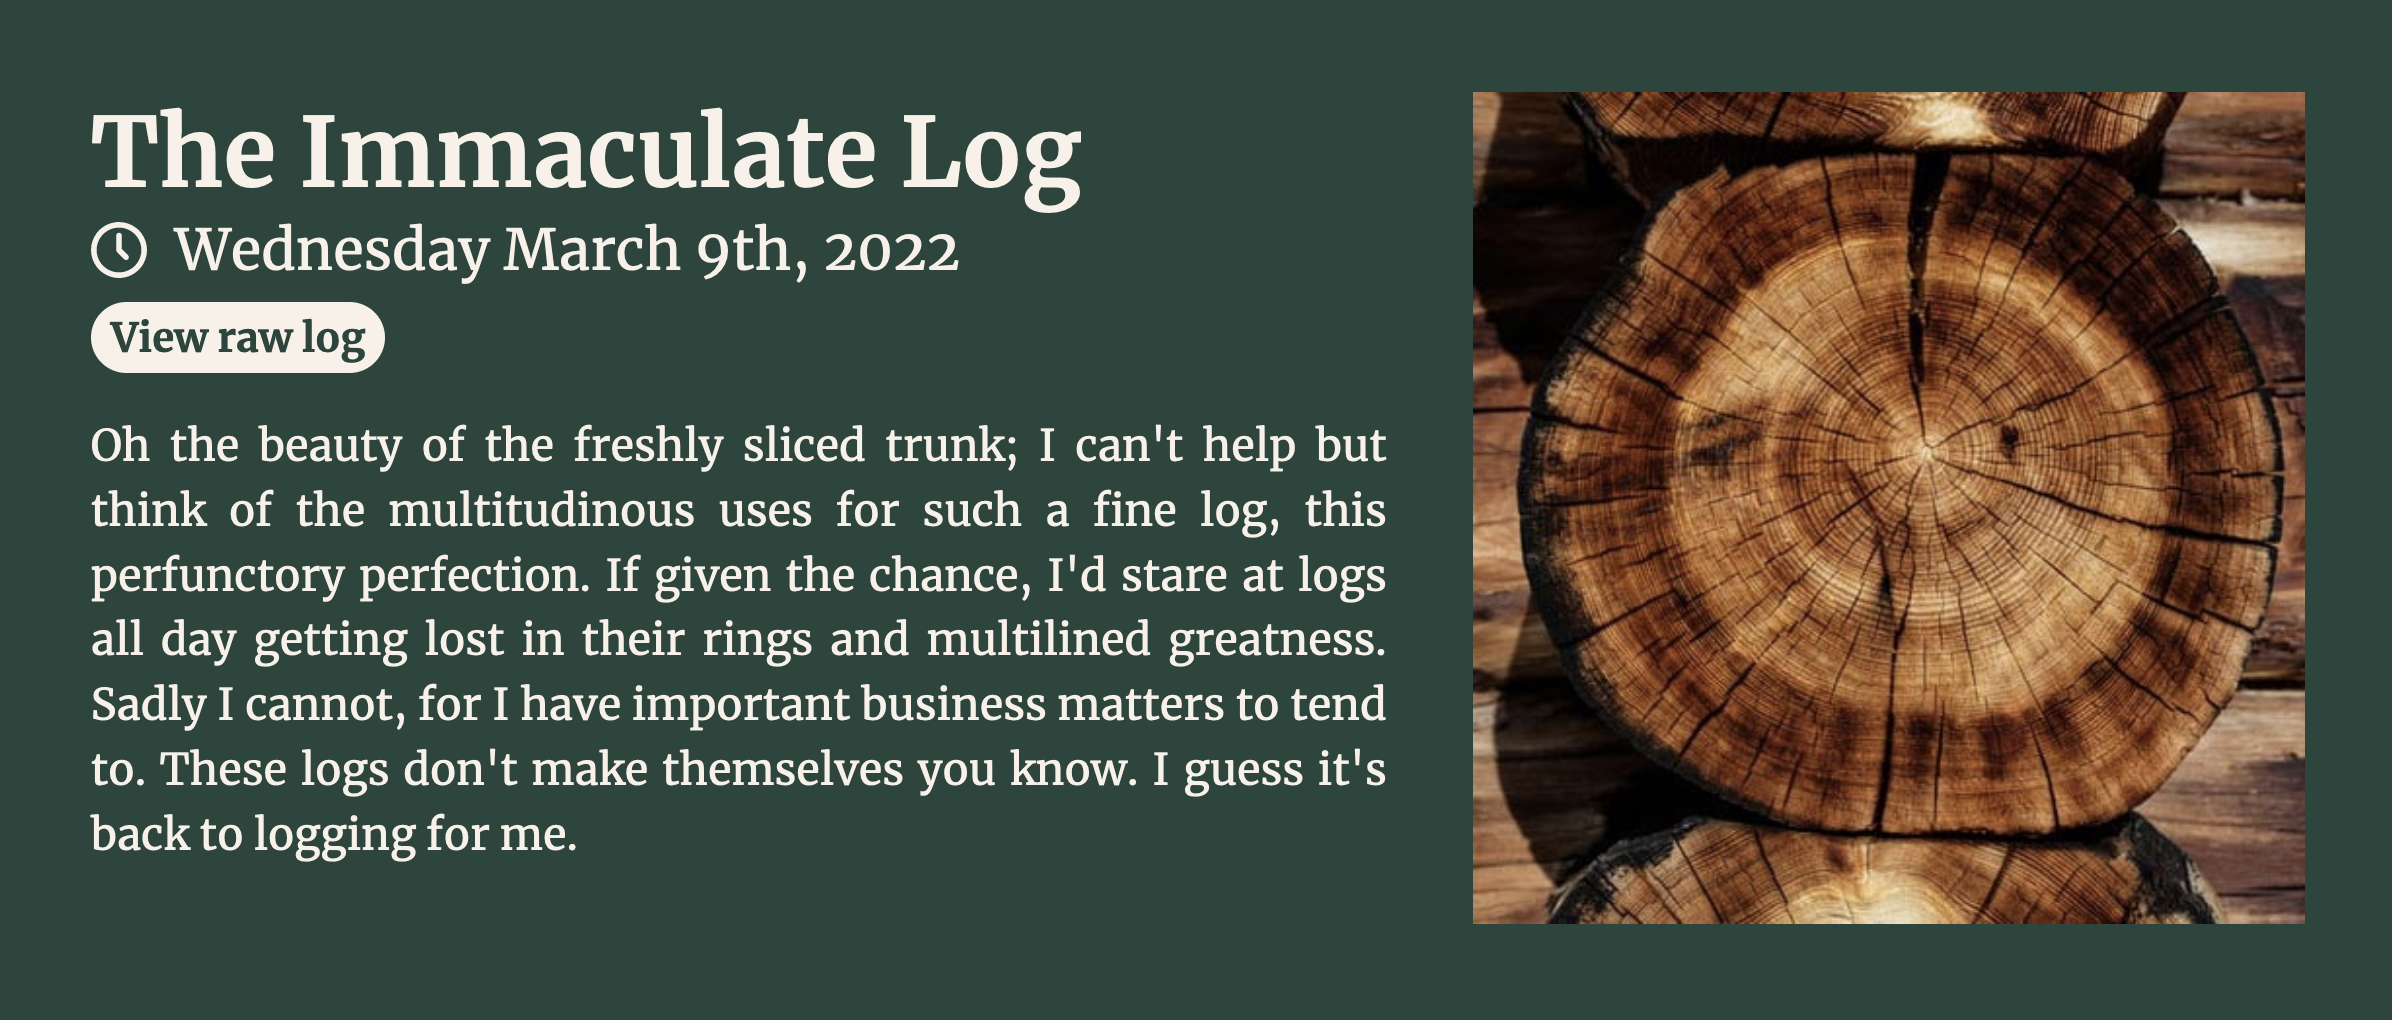 The Immaculate Log
Wednesday March 9th, 2022
View raw log
Oh the beauty of the freshly sliced trunk; I can't help but
think of the multitudinous uses for such a fine log, this
perfunctory perfection. If given the chance, I'd stare at logs
all day getting lost in their rings and multilined greatness.
Sadly I cannot, for I have important business matters to tend
to. These logs don't make themselves you know. I guess it's
back to logging for me.